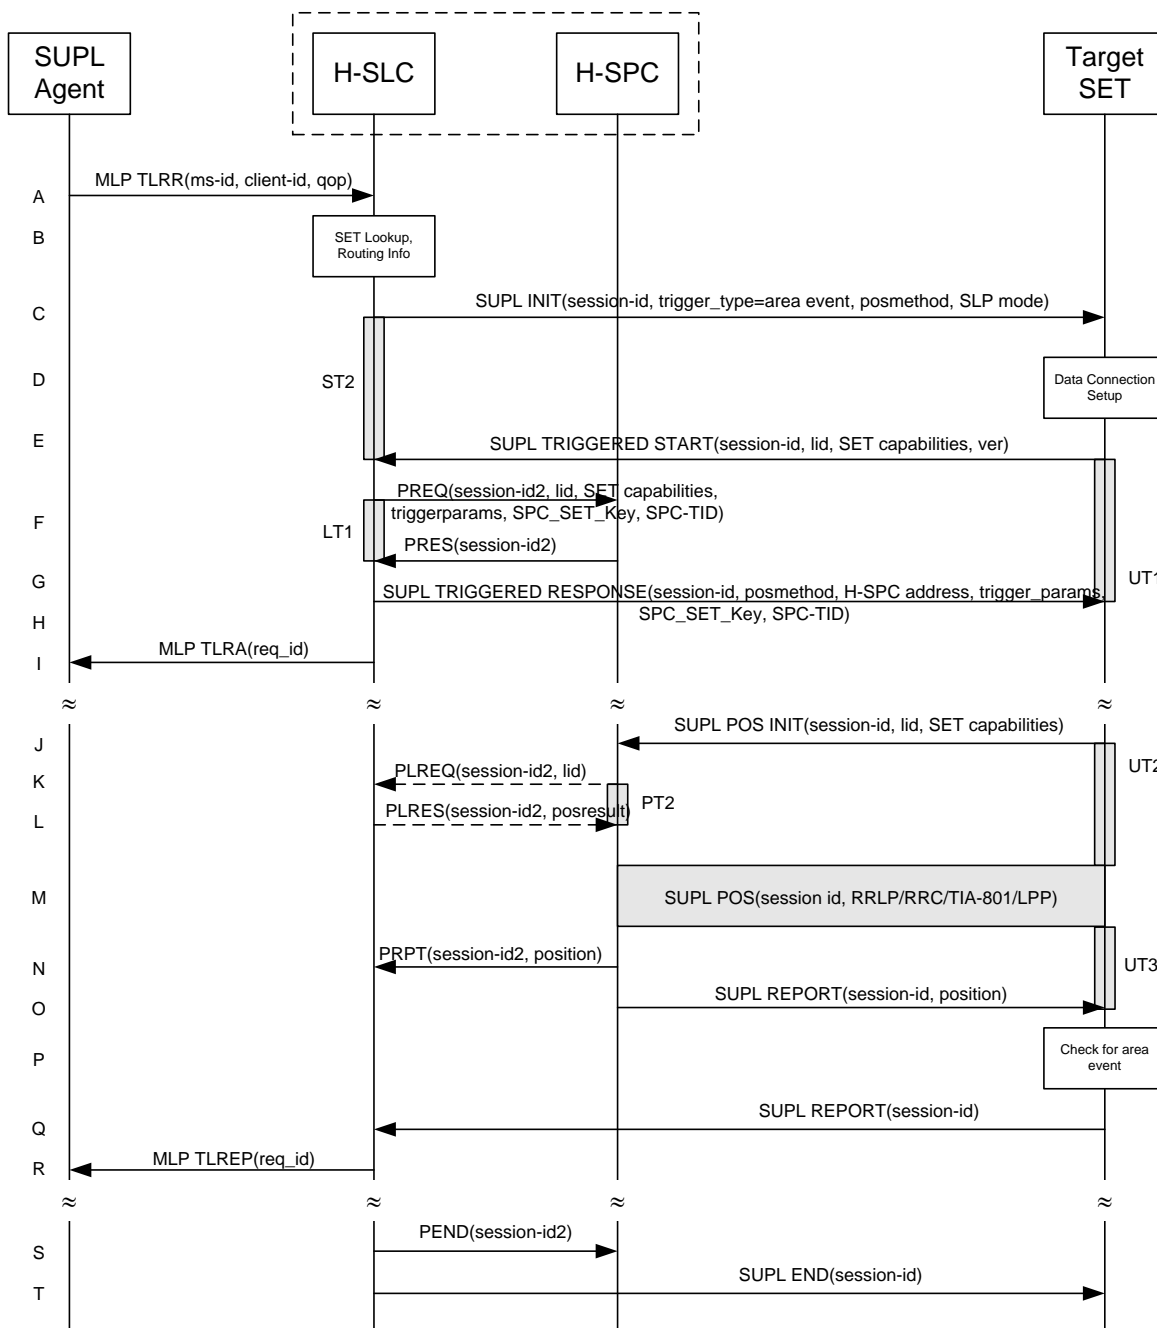 SUPL
Agent
H-SLC
H-SPC
Target
SET
A
MLP TLRR(ms-id, client-id, qop)
B
SET Lookup,
Routing Info
C
SUPL INIT(session-id, trigger_type=area event, posmethod, SLP mode)
D
ST2
Data Connection
Setup
E
SUPL TRIGGERED START(session-id, lid, SET capabilities, ver)
F
LT1
PREQ(session-id2, lid, SET capabilities,
triggerparams, SPC_SET_Key, SPC-TID)
PRES(session-id2)
G
UT1
SUPL TRIGGERED RESPONSE(session-id, posmethod, H-SPC address, trigger_params,
SPC_SET_Key, SPC-TID)
H
I
MLP TLRA(req_id)
≈ ≈ ≈ ≈
J
SUPL POS INIT(session-id, lid, SET capabilities)
UT2
K
PLREQ(session-id2, lid)
PT2
L
PLRES(session-id2, posresult)
M
SUPL POS(session id, RRLP/RRC/TIA-801/LPP)
N
PRPT(session-id2, position)
UT3
O
SUPL REPORT(session-id, position)
P
Check for area
event
Q
SUPL REPORT(session-id)
R
MLP TLREP(req_id)
≈ ≈ ≈ ≈
S
PEND(session-id2)
T
SUPL END(session-id)